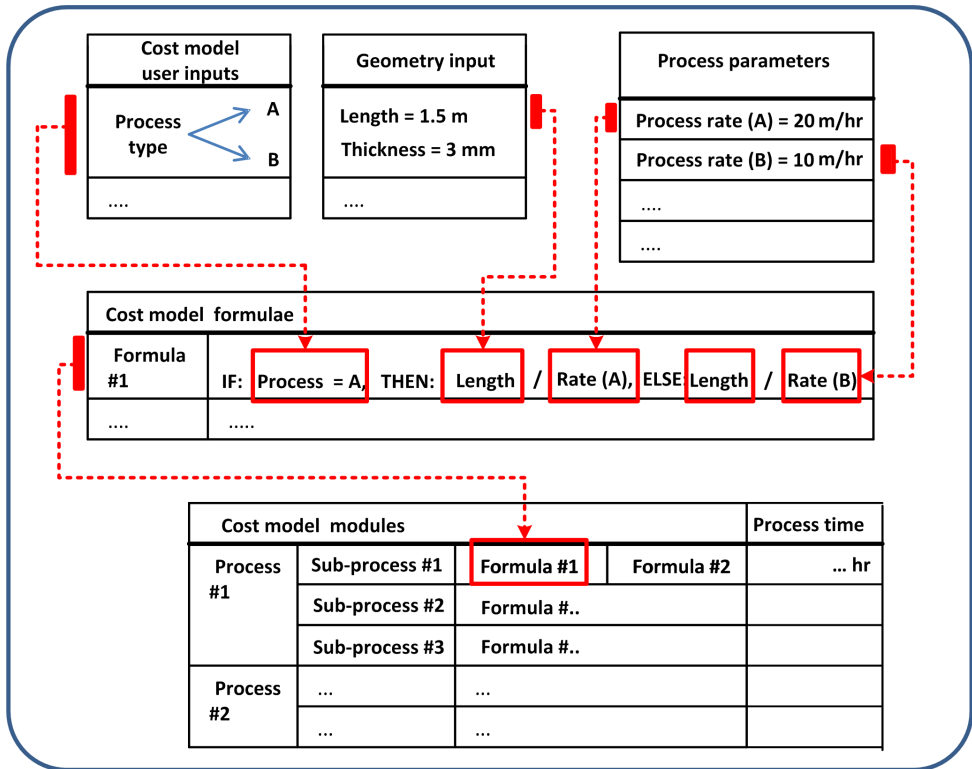 Cost model
user inputs
Process
type
A
B
....
Geometry input
Length = 1.5 m
Thickness = 3 mm
....
Process parameters
Process rate (A) = 20 m/hr
Process rate (B) = 10 m/hr
....
....
Cost model formulae
Formula
#1
IF: Process = A, THEN: Length / Rate (A), ELSE: Length / Rate (B)
....
.....
Cost model modules
Process time
Process
#1
Sub-process #1
Formula #1
Formula #2
... hr
Sub-process #2
Formula #..
Sub-process #3
Formula #..
Process
#2
...
...
...
...